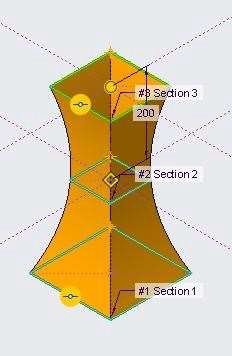 #3 Section 3
200
#2 Section 2
#1 Section 1